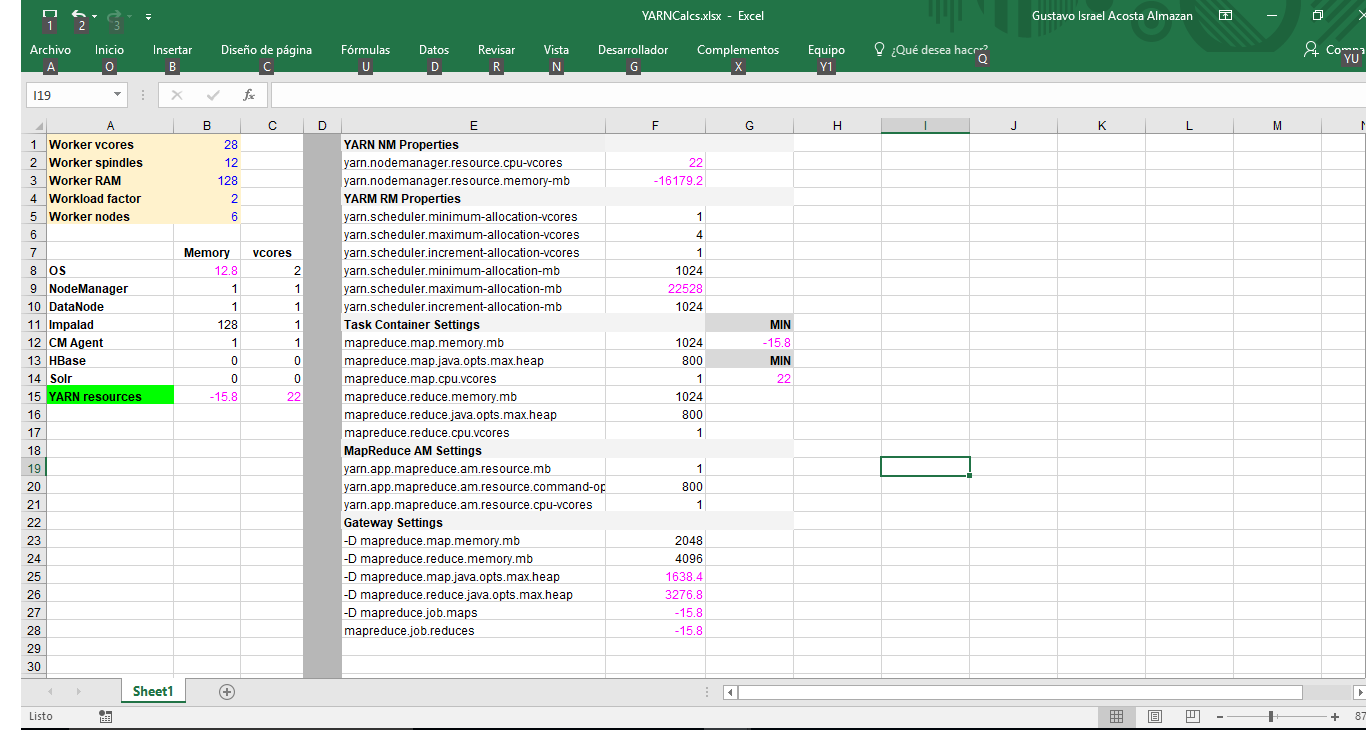 YARNCalcs.xlsx - Excel
Gustavo Israel Acosta Almazan
1 2 3
Archivo Inicio Insertar Diseño de página Fórmulas Datos Revisar Vista Desarrollador Complementos Equipo ¿Qué desea hacer?
A O B C U D R N G X Y1 Q YU
I19 fx
A B C D E F G H I J K L M
1 Worker vcores 28 YARN NM Properties
2 Worker spindles 12 yarn.nodemanager.resource.cpu-vcores 22
3 Worker RAM 128 yarn.nodemanager.resource.memory-mb -16179.2
4 Workload factor 2 YARM RM Properties
5 Worker nodes 6 yarn.scheduler.minimum-allocation-vcores 1
6 yarn.scheduler.maximum-allocation-vcores 4
7 Memory vcores yarn.scheduler.increment-allocation-vcores 1
8 OS 12.8 2 yarn.scheduler.minimum-allocation-mb 1024
9 NodeManager 1 1 yarn.scheduler.maximum-allocation-mb 22528
10 DataNode 1 1 yarn.scheduler.increment-allocation-mb 1024
11 Impalad 128 1 Task Container Settings MIN
12 CM Agent 1 1 mapreduce.map.memory.mb 1024 -15.8
13 HBase 0 0 mapreduce.map.java.opts.max.heap 800 MIN
14 Solr 0 0 mapreduce.map.cpu.vcores 1 22
15 YARN resources -15.8 22 mapreduce.reduce.memory.mb 1024
16 mapreduce.reduce.java.opts.max.heap 800
17 mapreduce.reduce.cpu.vcores 1
18 MapReduce AM Settings
19 yarn.app.mapreduce.am.resource.mb 1
20 yarn.app.mapreduce.am.resource.command-op 800
21 yarn.app.mapreduce.am.resource.cpu-vcores 1
22 Gateway Settings
23 -D mapreduce.map.memory.mb 2048
24 -D mapreduce.reduce.memory.mb 4096
25 -D mapreduce.map.java.opts.max.heap 1638.4
26 -D mapreduce.reduce.java.opts.max.heap 3276.8
27 -D mapreduce.job.maps -15.8
28 mapreduce.job.reduces -15.8
29
30
Sheet1
Listo
87